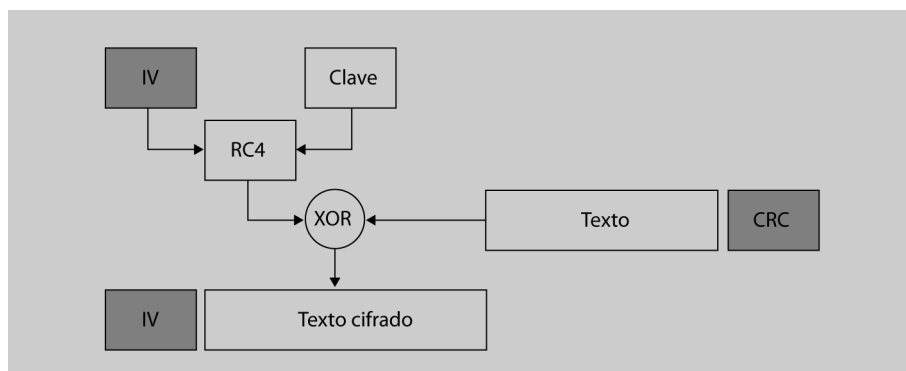 IV
Clave
RC4
XOR
Texto
CRC
IV
Texto cifrado